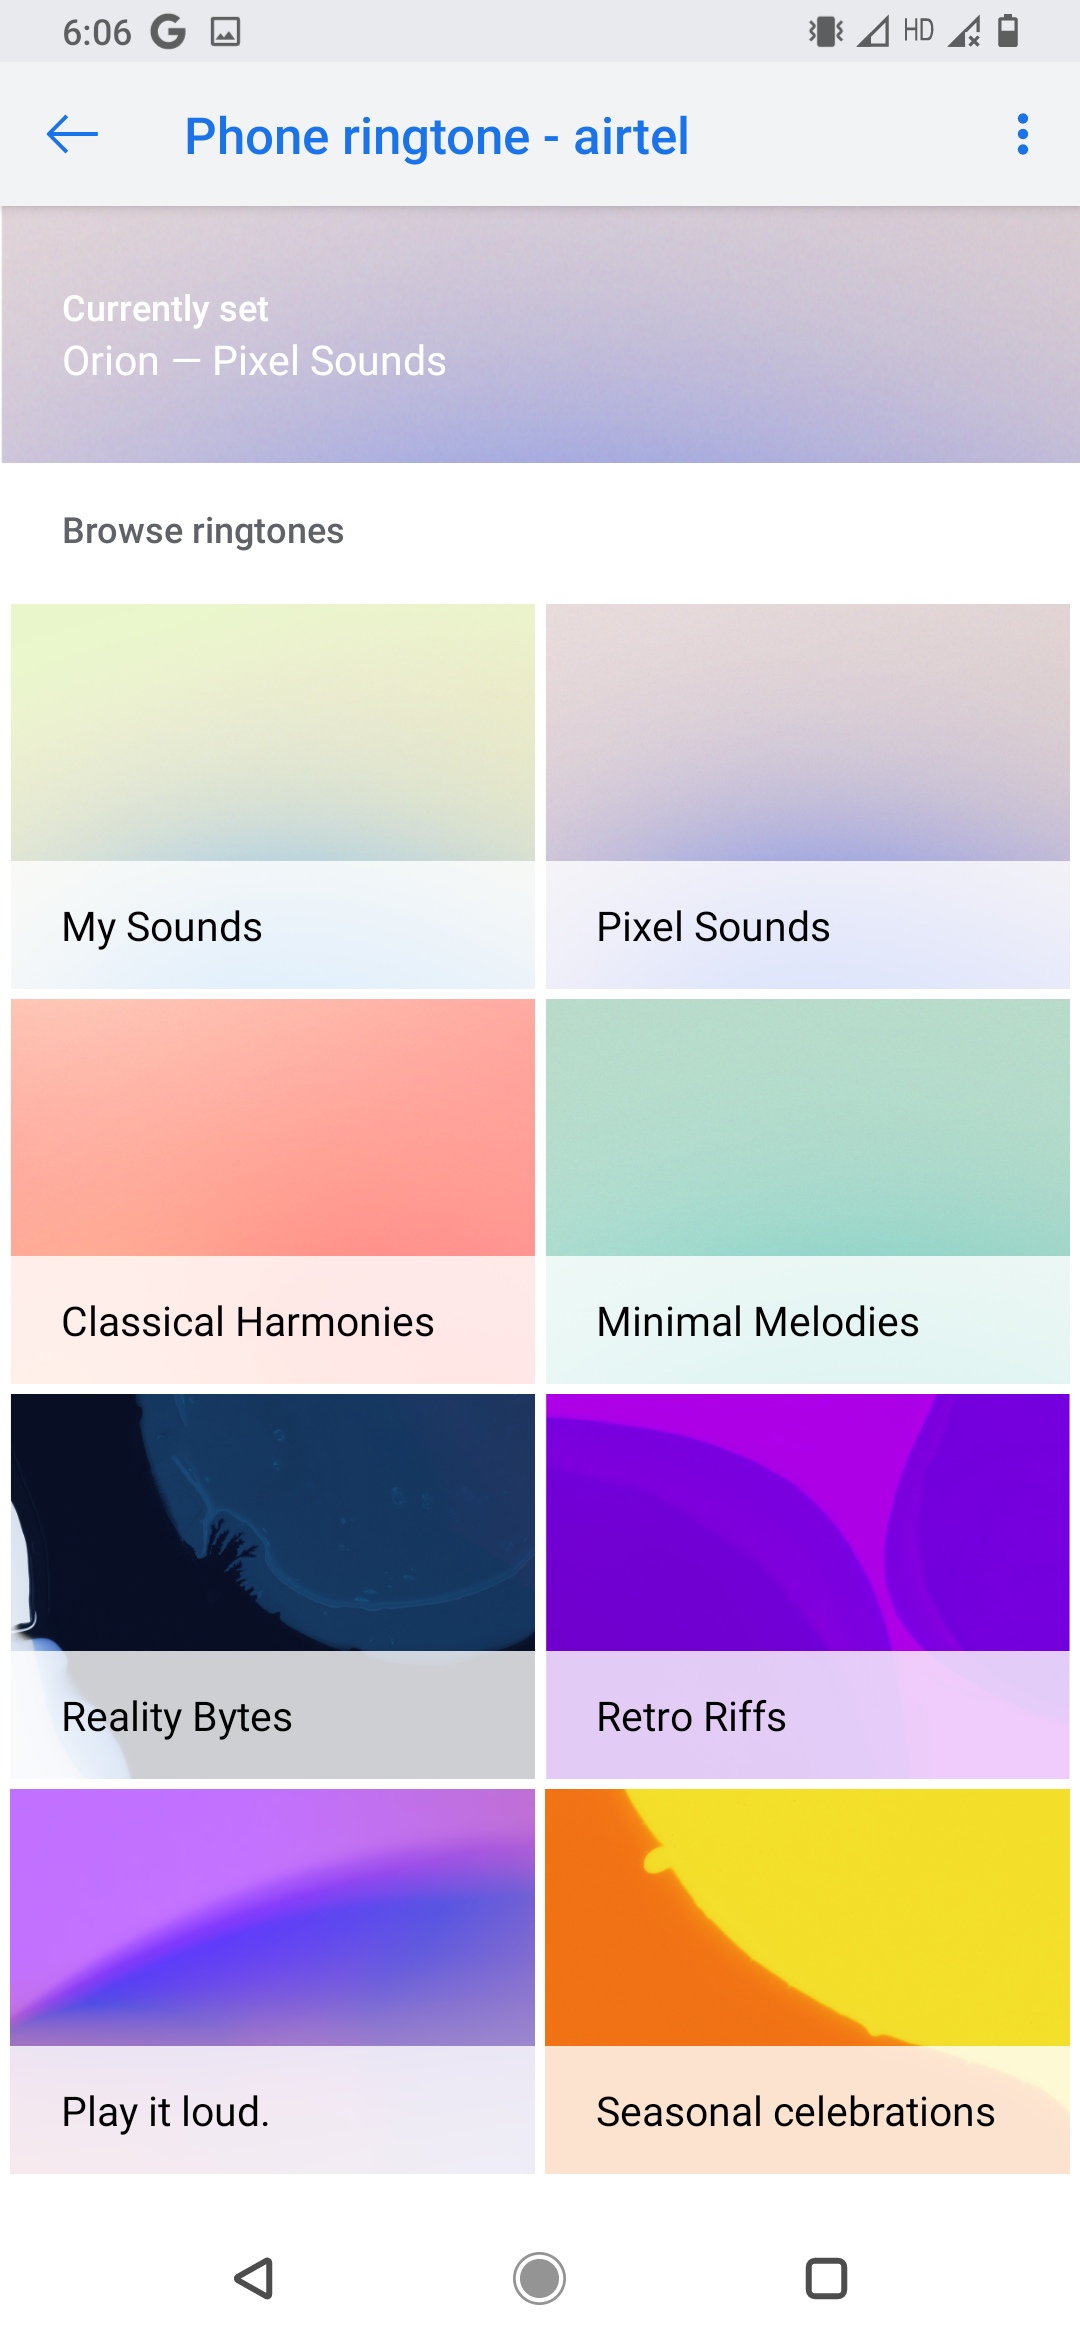 6:06 G HD
Phone ringtone - airtel
Currently set
Orion — Pixel Sounds
Browse ringtones
My Sounds
Pixel Sounds
Classical Harmonies
Minimal Melodies
Reality Bytes
Retro Riffs
Play it loud.
Seasonal celebrations